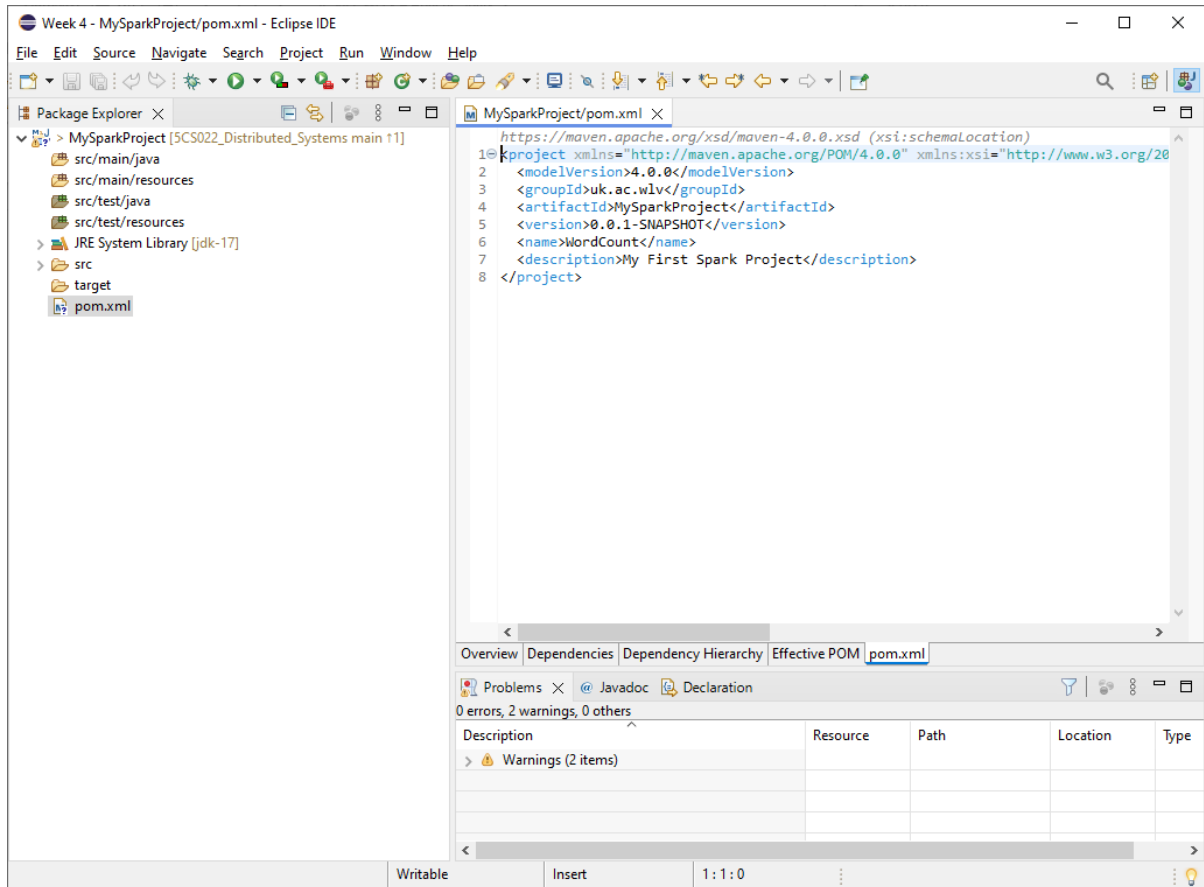 Week 4 - MySparkProject/pom.xml - Eclipse IDE
File Edit Source Navigate Search Project Run Window Help
Package Explorer
> MySparkProject [5CS022_Distributed_Systems main ↑1]
src/main/java
src/main/resources
src/test/java
src/test/resources
JRE System Library [jdk-17]
src
target
pom.xml
MySparkProject/pom.xml
https://maven.apache.org/xsd/maven-4.0.0.xsd (xsi:schemaLocation)
1 <project xmlns="http://maven.apache.org/POM/4.0.0" xmlns:xsi="http://www.w3.org/20
2 <modelVersion>4.0.0</modelVersion>
3 <groupId>uk.ac.wlv</groupId>
4 <artifactId>MySparkProject</artifactId>
5 <version>0.0.1-SNAPSHOT</version>
6 <name>WordCount</name>
7 <description>My First Spark Project</description>
8 </project>
Overview Dependencies Dependency Hierarchy Effective POM pom.xml
Problems @ Javadoc Declaration
0 errors, 2 warnings, 0 others
Description Resource Path Location Type
Warnings (2 items)
Writable Insert 1 : 1 : 0